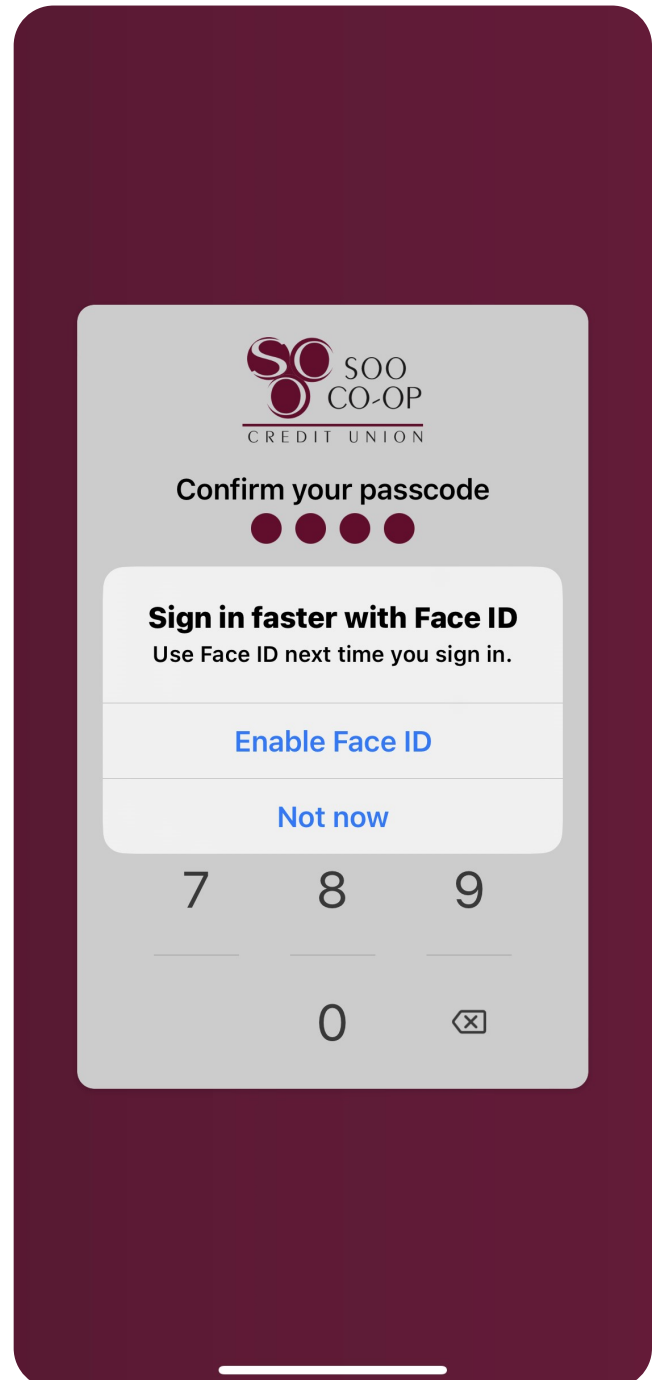 SOO
SOO
CO-OP
CREDIT UNION
Confirm your passcode
Sign in faster with Face ID
Use Face ID next time you sign in.
Enable Face ID
Not now
7 8 9
0